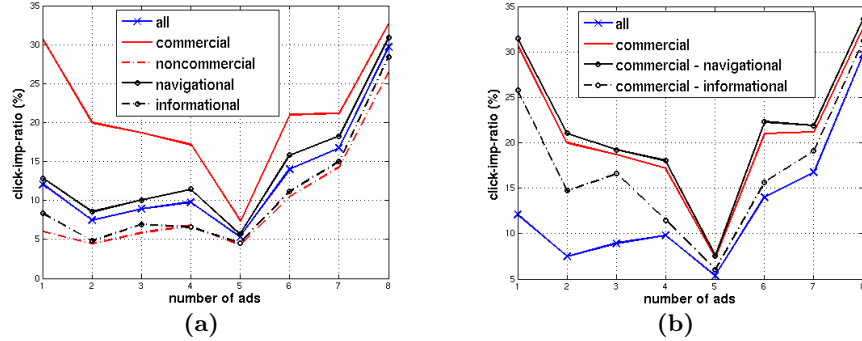 35
30
25
20
15
10
5
0
click-imp-ratio (%)
all
commercial
noncommercial
navigational
informational
1 2 3 4 5 6 7 8
number of ads
(a)
35
30
25
20
15
10
5
click-imp-ratio (%)
all
commercial
commercial - navigational
commercial - informational
1 2 3 4 5 6 7 8
number of ads
(b)